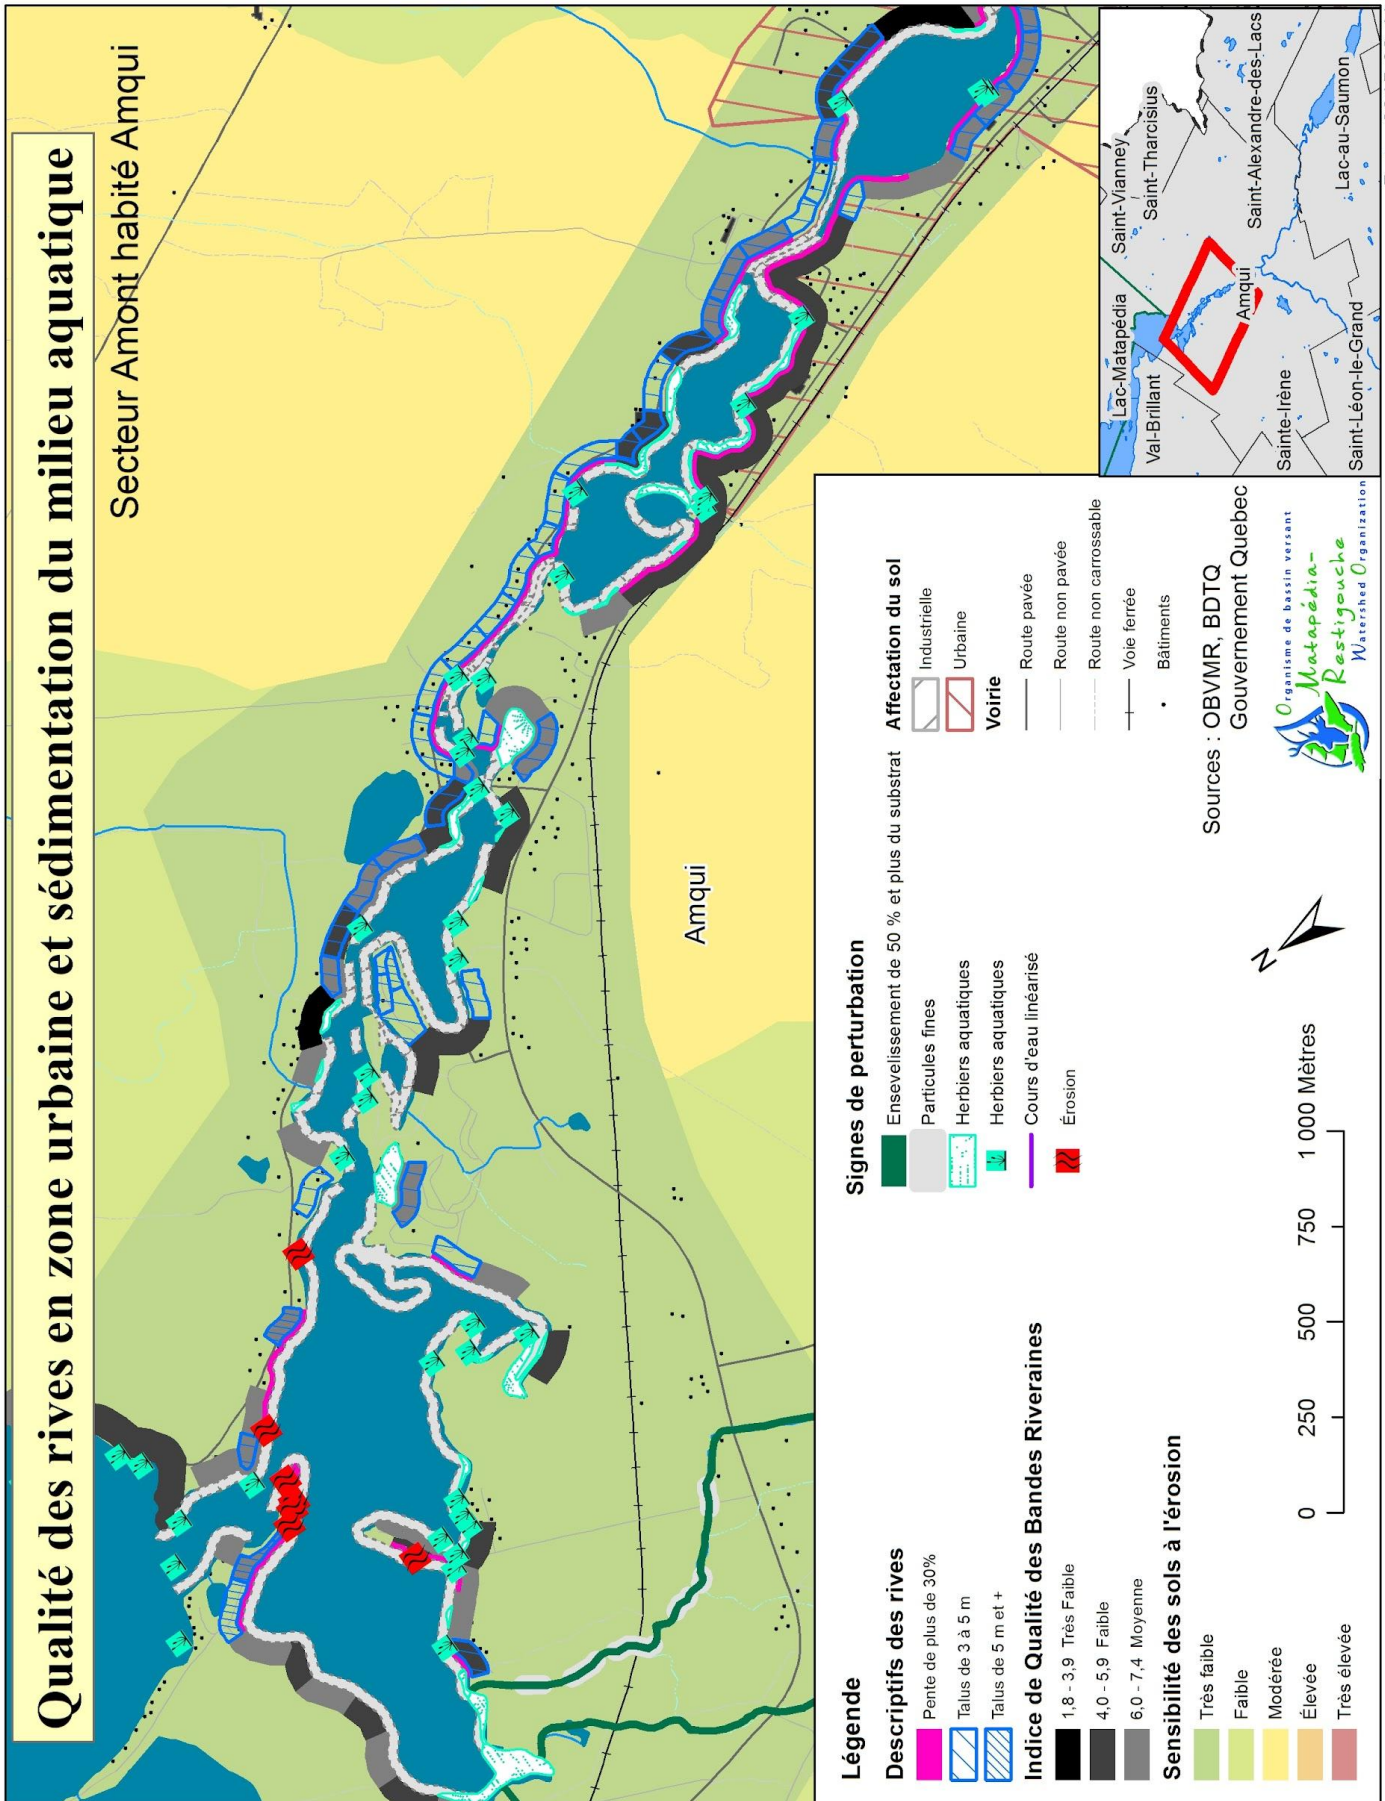 Qualité des rives en zone urbaine et sédimentation du milieu aquatique
Secteur Amont habité Amqui
Amqui
Légende
Descriptifs des rives
Pente de plus de 30%
Talus de 3 à 5 m
Talus de 5 m et +
Indice de Qualité des Bandes Riveraines
1,8 - 3,9 Très Faible
4,0 - 5,9 Faible
6,0 - 7,4 Moyenne
Sensibilité des sols à l'érosion
Très faible
Faible
Modérée
Élevée
Très élevée
Signes de perturbation
Ensevelissement de 50 % et plus du substrat
Particules fines
Herbiers aquatiques
Herbiers aquatiques
Cours d'eau linéarisé
Érosion
Affectation du sol
Industrielle
Urbaine
Voirie
Route pavée
Route non pavée
Route non carrossable
Voie ferrée
Bâtiments
0 250 500 750 1 000 Mètres
N
Sources : OBVMR, BDTQ
Gouvernement Quebec
Organisme de bassin versant
Matapédia-
Restigouche
Watershed Organization
Lac-Matapédia
Saint-Vianney
Val-Brillant
Saint-Tharcisius
Amqui
Saint-Alexandre-des-Lacs
Sainte-Irène
Lac-au-Saumon
Saint-Léon-le-Grand